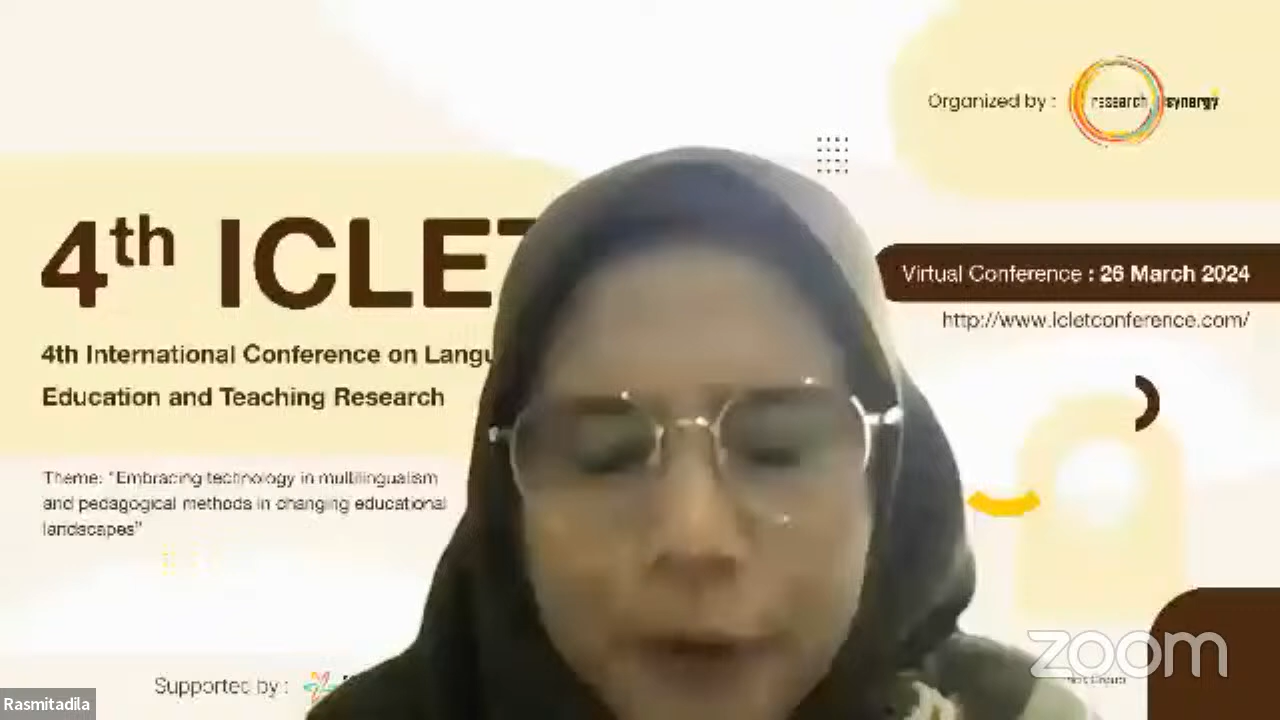 Organized by :
research synergy
4th ICLET
Virtual Conference : 26 March 2024
http://www.icletconference.com/
4th International Conference on Langu
Education and Teaching Research
Theme: "Embracing technology in multilingualism
and pedagogical methods in changing educational
landscapes"
zoom
Supported by :
Rasmitadila